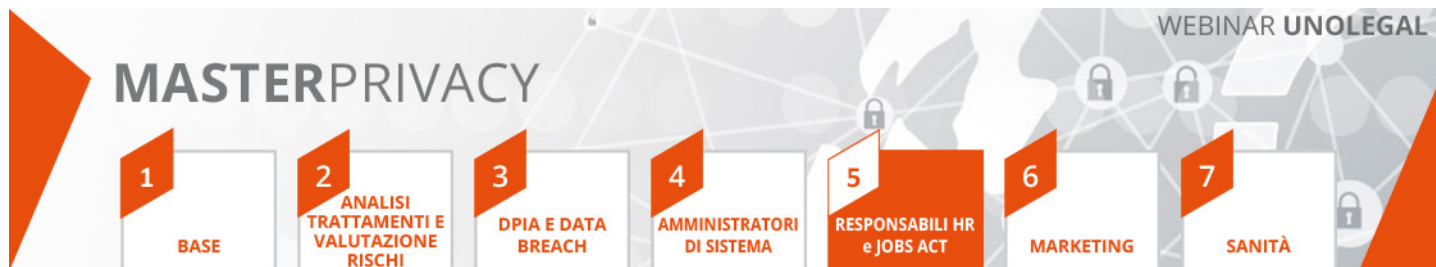 WEBINAR UNOLEGAL
MASTERPRIVACY
1
BASE
2
ANALISI
TRATTAMENTI E
VALUTAZIONE
RISCHI
3
DPIA E DATA
BREACH
4
AMMINISTRATORI
DI SISTEMA
5
RESPONSABILI HR
e JOBS ACT
6
MARKETING
7
SANITÀ